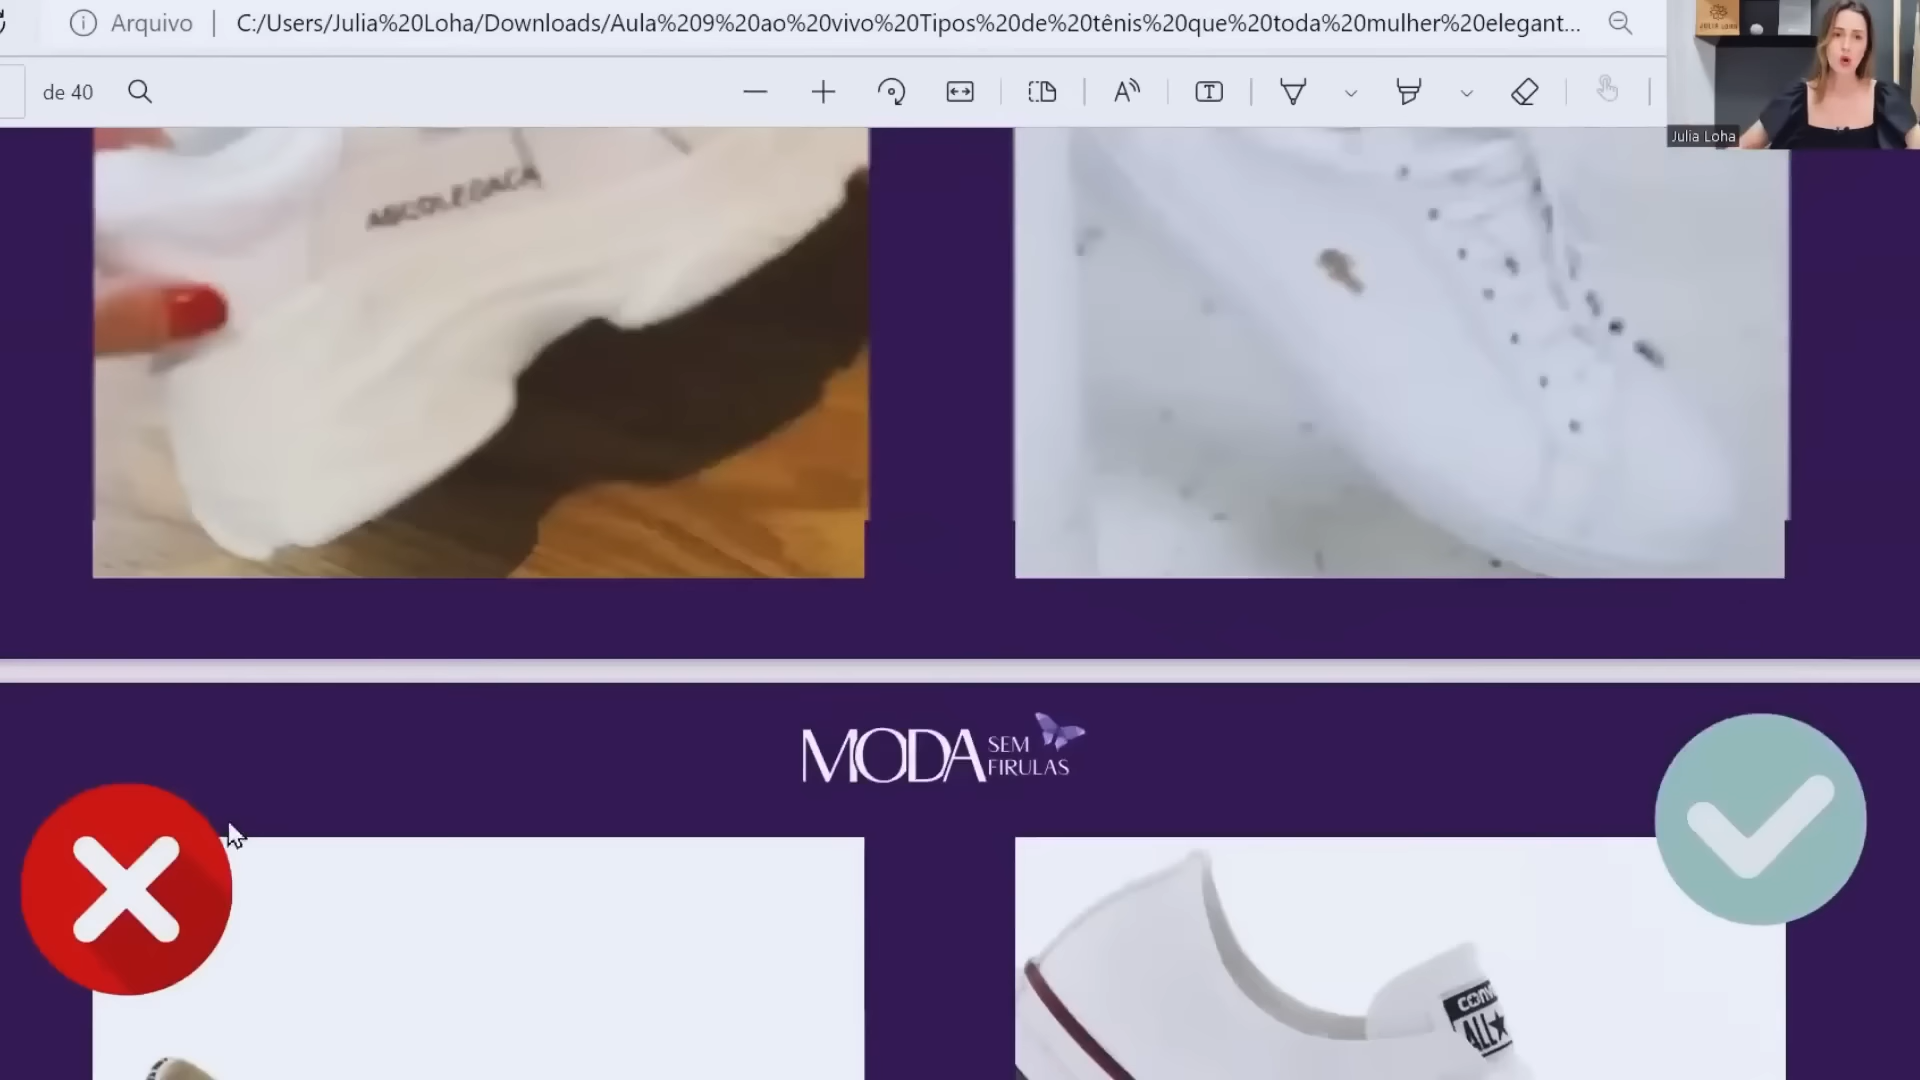 Arquivo
C:/Users/Julia%20Loha/Downloads/Aula%209%20ao%20vivo%20Tipos%20de%20tênis%20que%20toda%20mulher%20elegant...
de 40
Julia Loha
MODA SEM FIRULAS
ALL